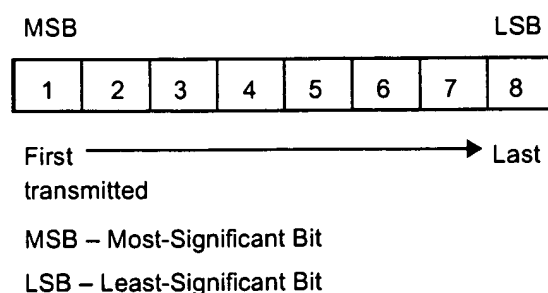 MSB LSB
1 2 3 4 5 6 7 8
First Last
transmitted
MSB – Most-Significant Bit
LSB – Least-Significant Bit